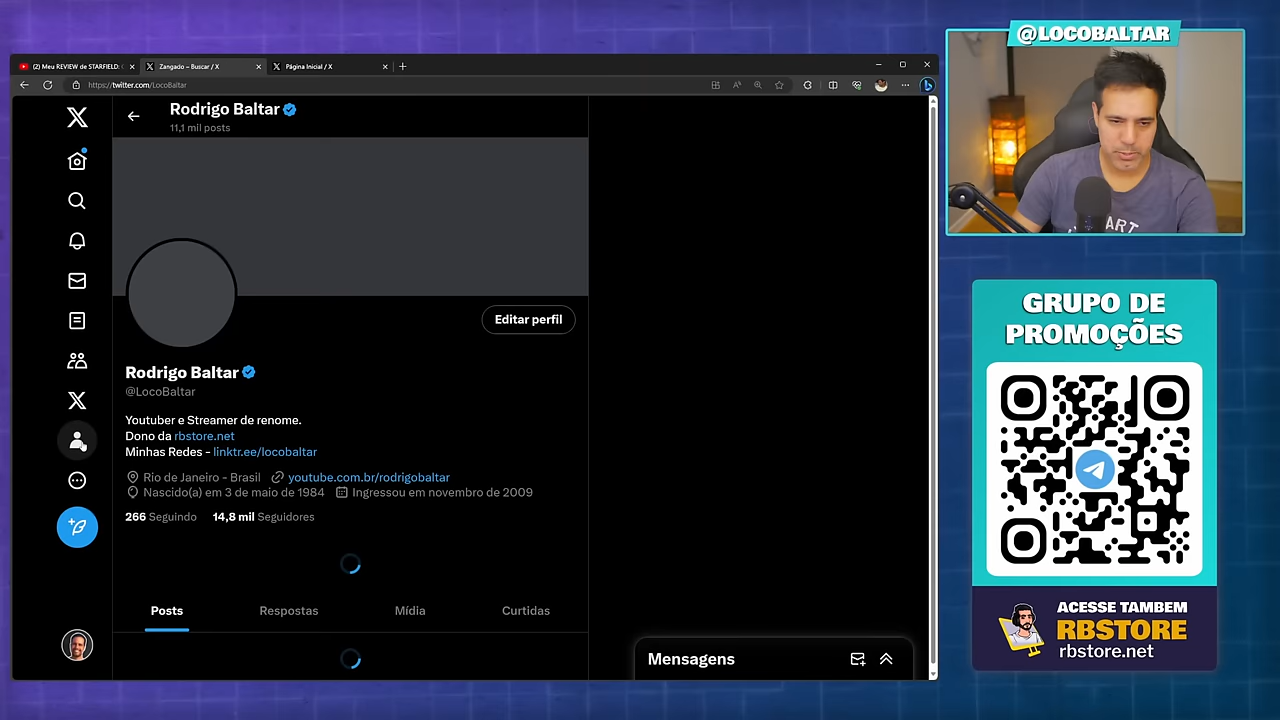 (2) Meu REVIEW de STARFIELD:
Zangado - Buscar / X
Página Inicial / X
https://twitter.com/LocoBaltar
Rodrigo Baltar
11,1 mil posts
Editar perfil
Rodrigo Baltar
@LocoBaltar
Youtuber e Streamer de renome.
Dono da rbstore.net
Minhas Redes - linktr.ee/locobaltar
Rio de Janeiro - Brasil youtube.com.br/rodrigobaltar
Nascido(a) em 3 de maio de 1984 Ingressou em novembro de 2009
266 Seguindo 14,8 mil Seguidores
Posts Respostas Mídia Curtidas
Mensagens
@LOCOBALTAR
ART
GRUPO DE
PROMOÇÕES
ACESSE TAMBEM
RBSTORE
rbstore.net